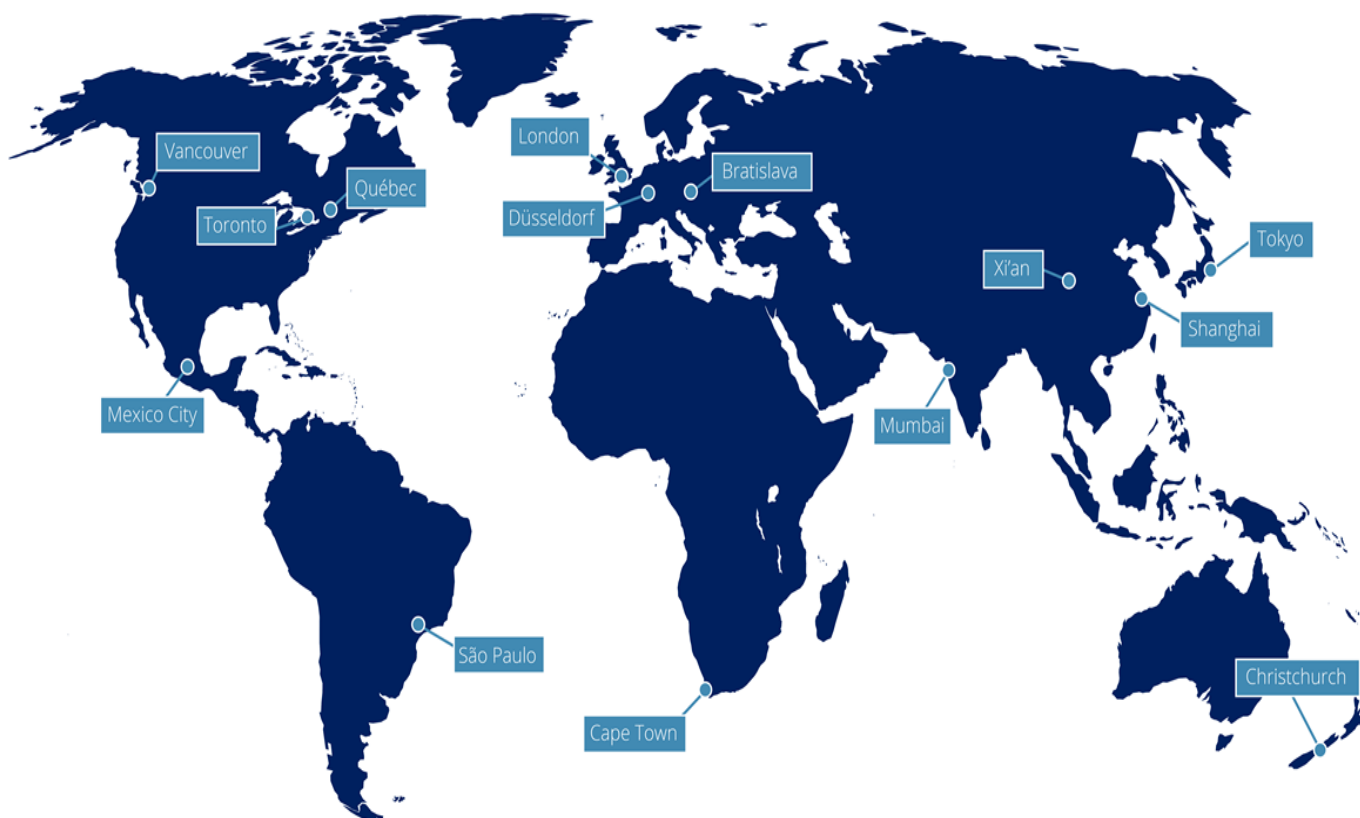 London
Vancouver
Bratislava
Québec
Düsseldorf
Toronto
Tokyo
Xi'an
Shanghai
Mexico City
Mumbai
São Paulo
Christchurch
Cape Town